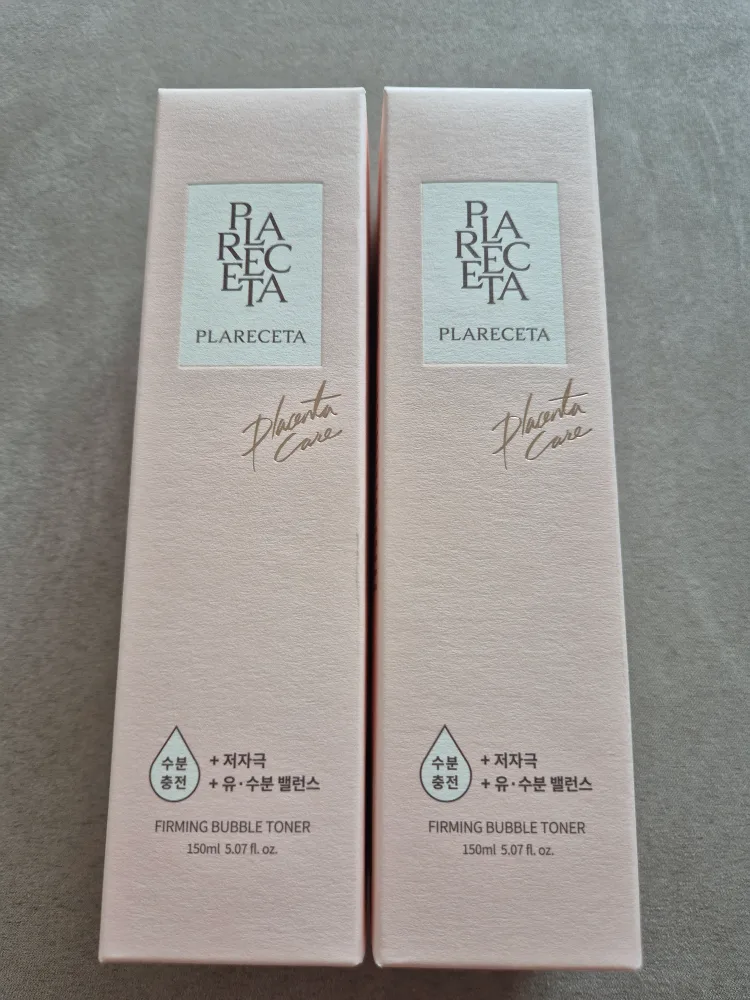 PLA
REC
ETA
PLARECETA
Placenta
Care
수분
충전
+ 저자극
+ 유·수분 밸런스
FIRMING BUBBLE TONER
150ml 5.07 fl. oz.
PLA
REC
ETA
PLARECETA
Placenta
Care
수분
충전
+ 저자극
+ 유·수분 밸런스
FIRMING BUBBLE TONER
150ml 5.07 fl. oz.